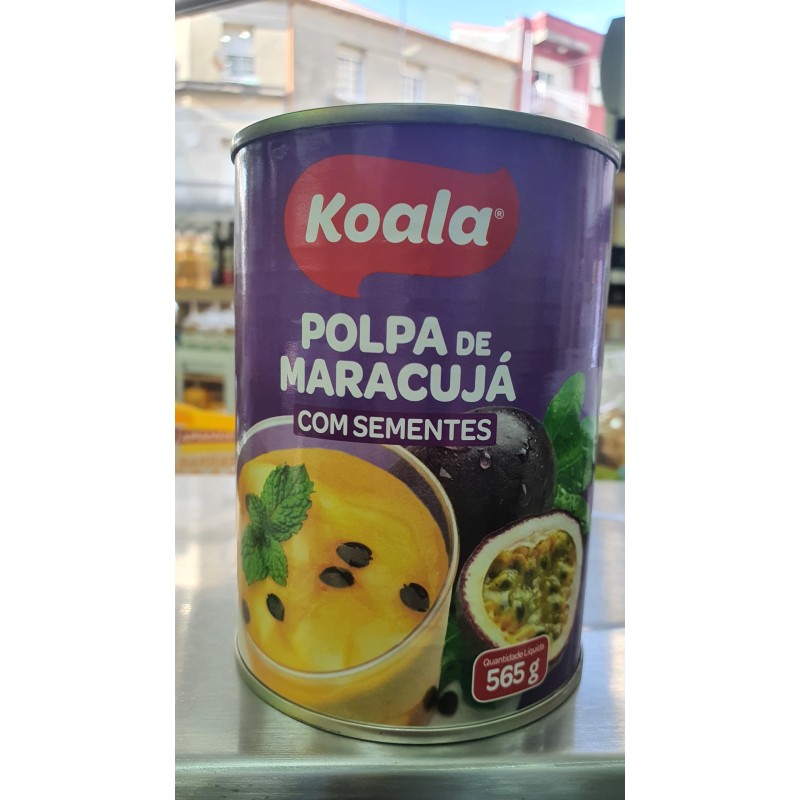 Koala®
POLPA DE
MARACUJÁ
COM SEMENTES
Quantidade Líquida
565 g